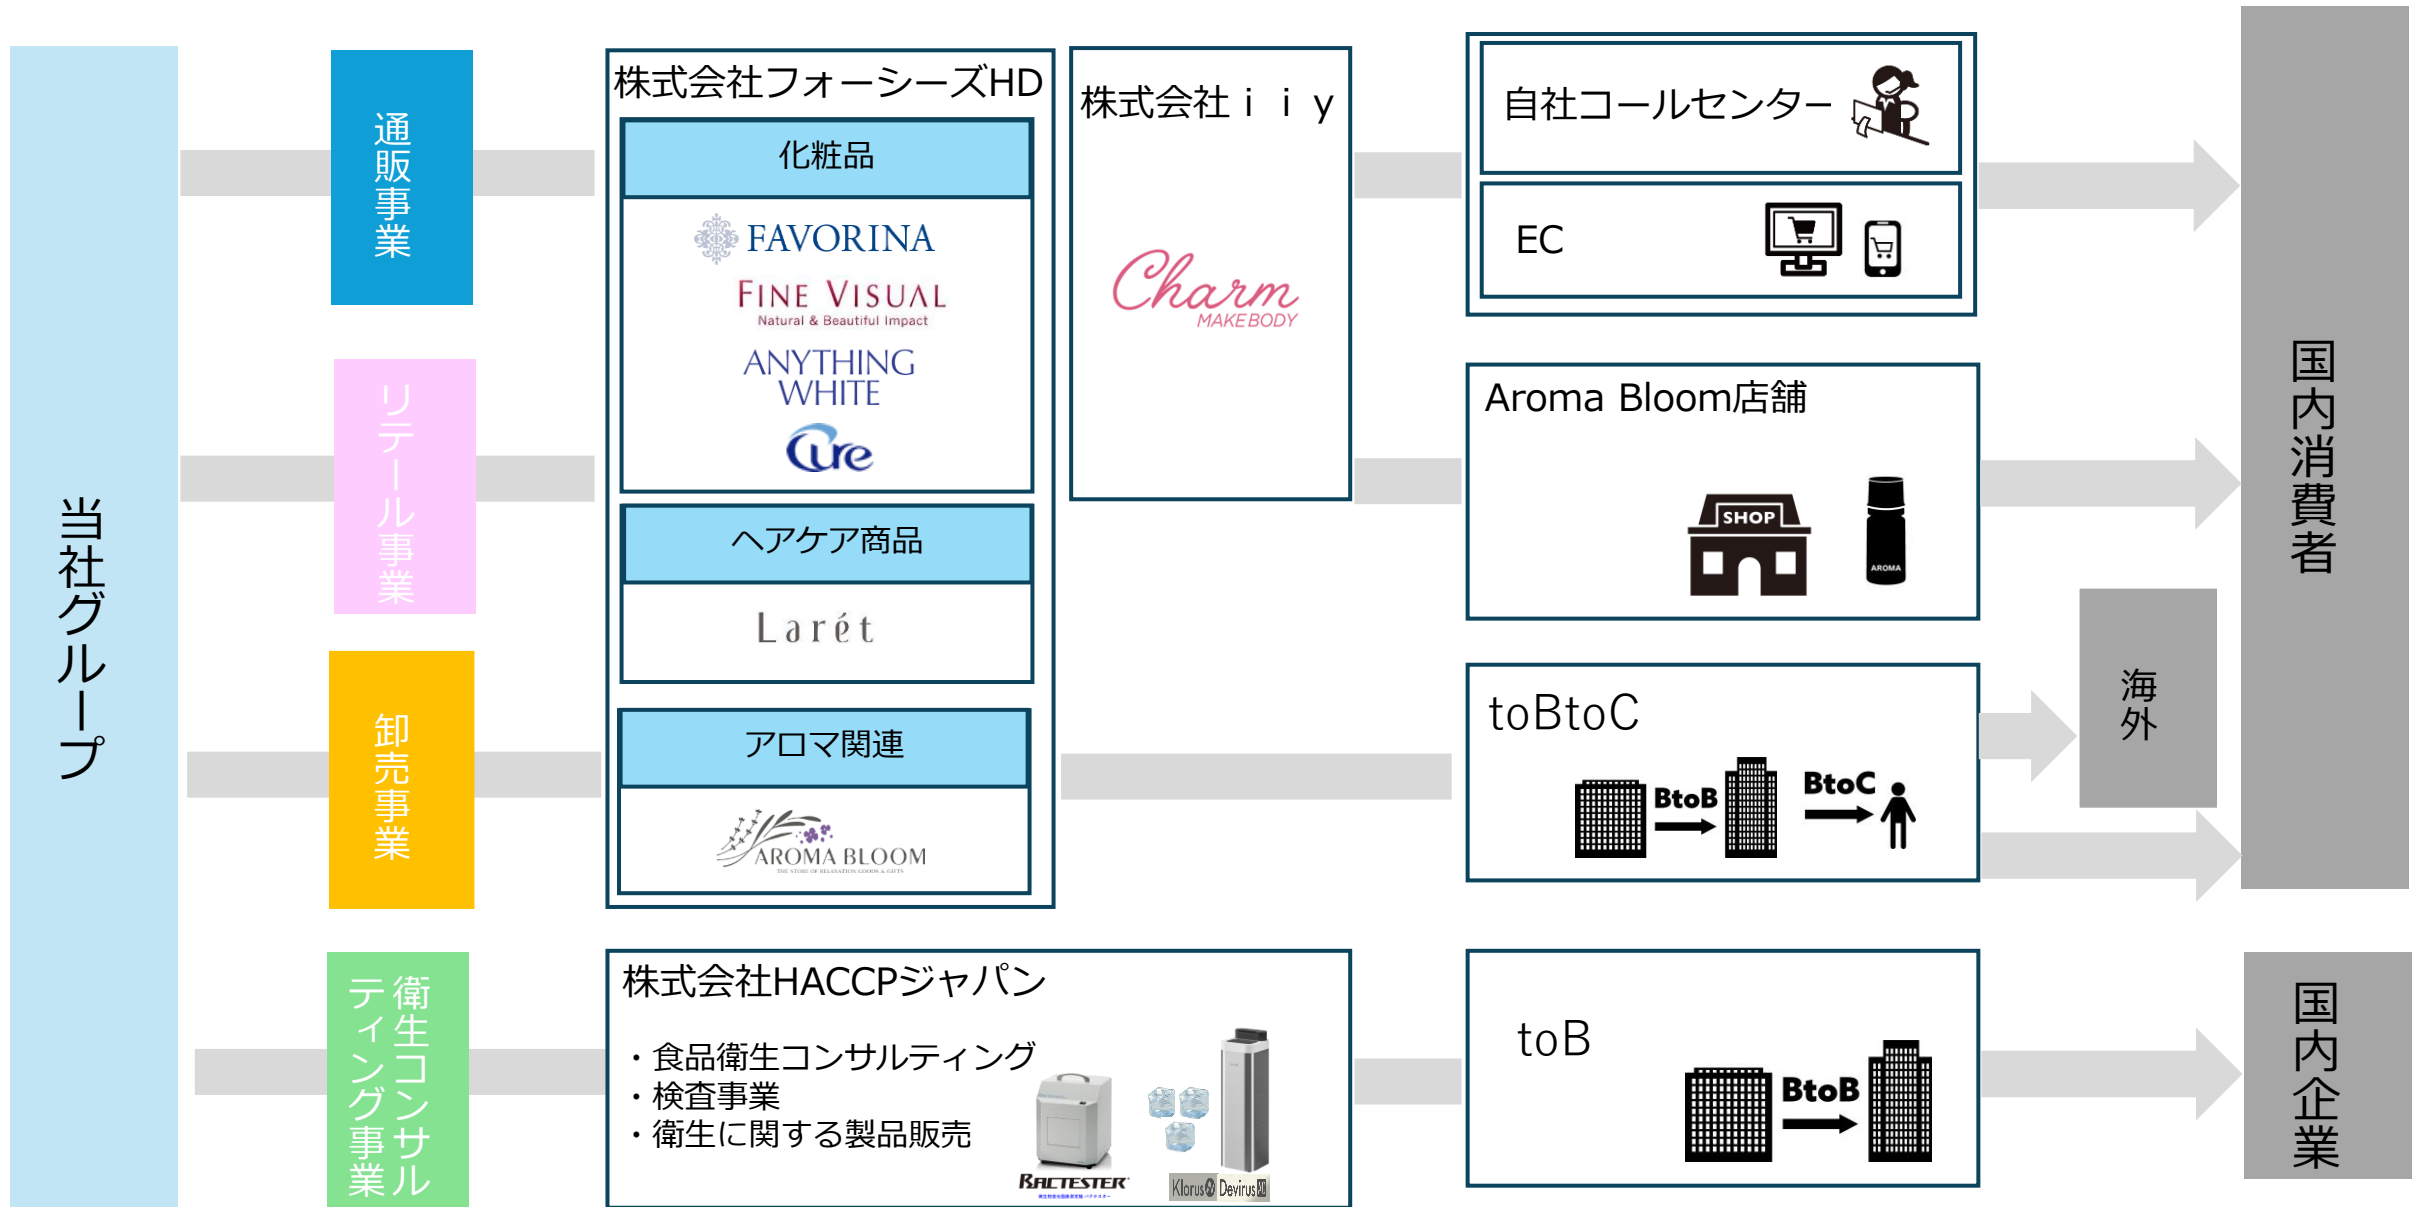 当社グループ
通販事業
リテール事業
卸売事業
衛生コンサル
ティング事業
株式会社フォーシーズHD
化粧品
FAVORINA
FINE VISUAL
Natural & Beautiful Impact
ANYTHING
WHITE
Cure
ヘアケア商品
Larét
アロマ関連
AROMA BLOOM
THE STORE OF RELAXATION GOODS & GIFTS
株式会社ｉｉｙ
Charm
MAKE BODY
株式会社HACCPジャパン
・食品衛生コンサルティング
・検査事業
・衛生に関する製品販売
BACTESTER
Klorus
Devirus AC
自社コールセンター
EC
Aroma Bloom店舗
SHOP
AROMA
toBtoC
BtoB
BtoC
toB
BtoB
国内消費者
海外
国内企業